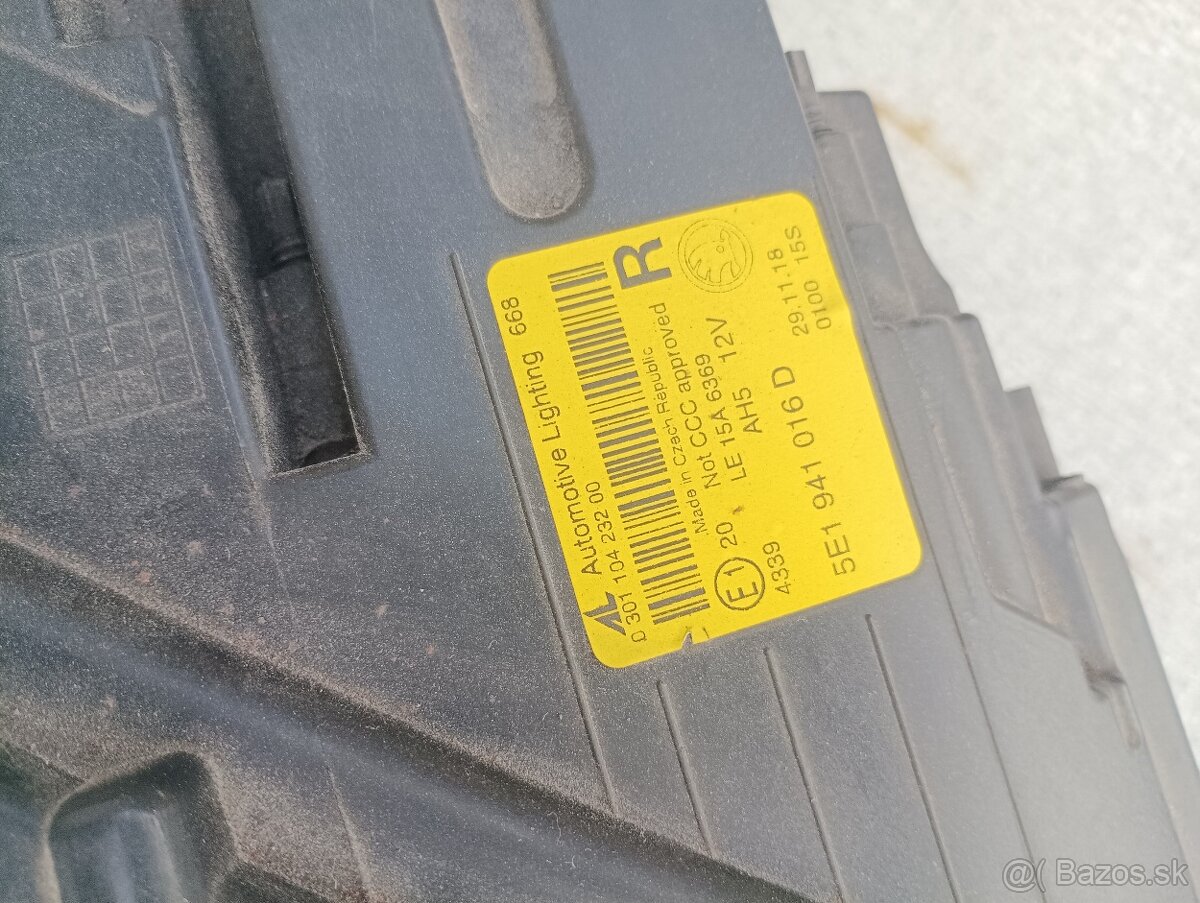 Automotive Lighting 668
0 301 104 232 00
R
Made in Czech Republic
Not CCC approved
E1 20 LE 15A 6369
4339 AH5 12V
5E1 941 016 D
29.11.18
0100 15S
@( Bazos.sk